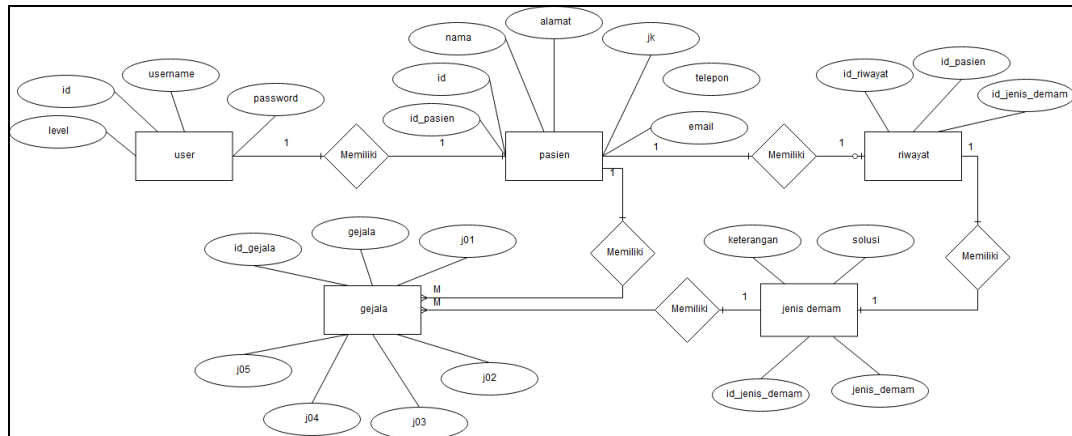 alamat
nama
jk
id_pasien
username
id_riwayat
telepon
id
id
id_jenis_demam
password
level
id_pasien
email
user
1
Memiliki
1
pasien
1
Memiliki
1
riwayat
1
1
keterangan
solusi
gejala
j01
id_gejala
Memiliki
Memiliki
M
M
gejala
Memiliki
1
jenis demam
1
j05
j02
j04
j03
id_jenis_demam
jenis_demam